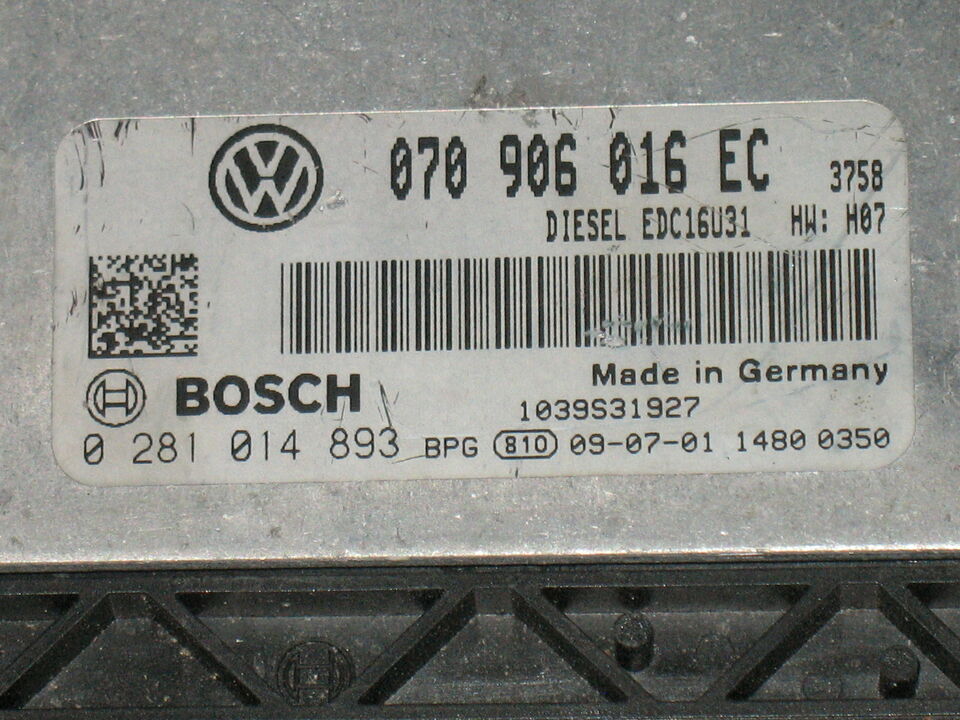 070 906 016 EC 3758
DIESEL EDC16U31 HW: H07
Made in Germany
BOSCH
1039S31927
0 281 014 893 BPG 810 09-07-01 1480 0350